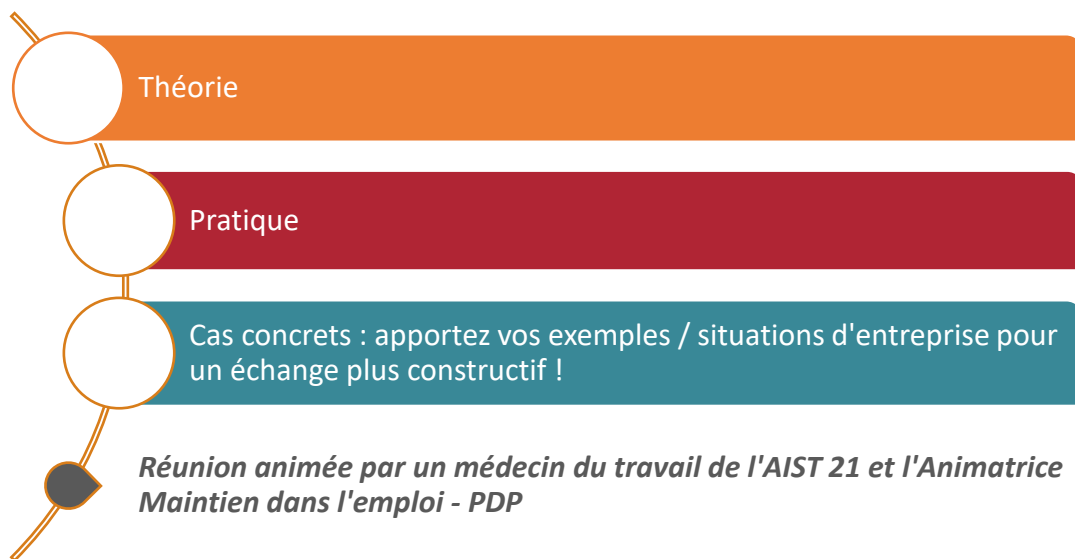 Théorie
Pratique
Cas concrets : apportez vos exemples / situations d'entreprise pour
un échange plus constructif !
Réunion animée par un médecin du travail de l'AIST 21 et l'Animatrice
Maintien dans l'emploi - PDP